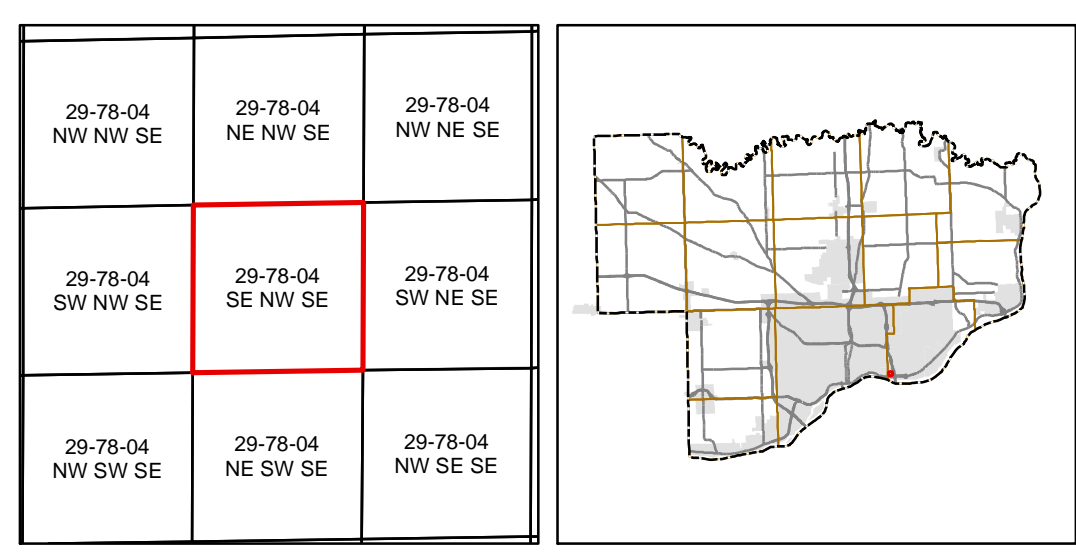 29-78-04
NW NW SE
29-78-04
NE NW SE
29-78-04
NW NE SE
29-78-04
SW NW SE
29-78-04
SE NW SE
29-78-04
SW NE SE
29-78-04
NW SW SE
29-78-04
NE SW SE
29-78-04
NW SE SE